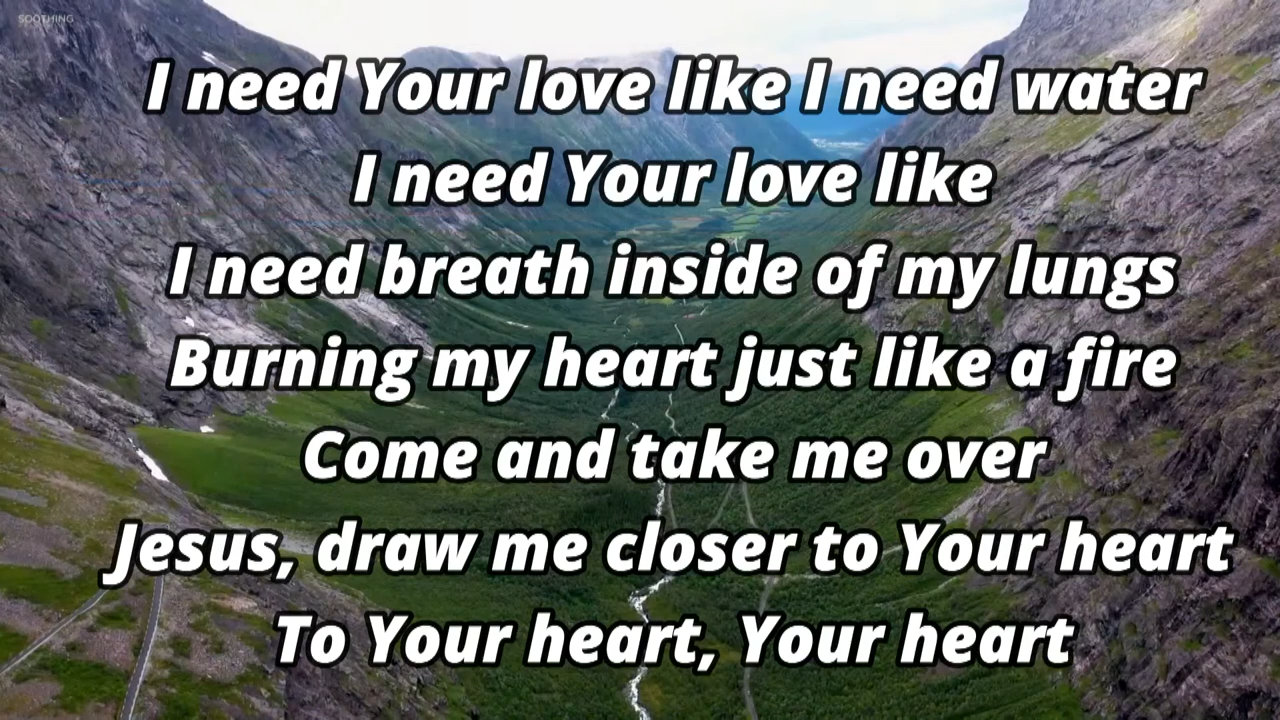 SOOTHING
I need Your love like I need water
I need Your love like
I need breath inside of my lungs
Burning my heart just like a fire
Come and take me over
Jesus, draw me closer to Your heart
To Your heart, Your heart